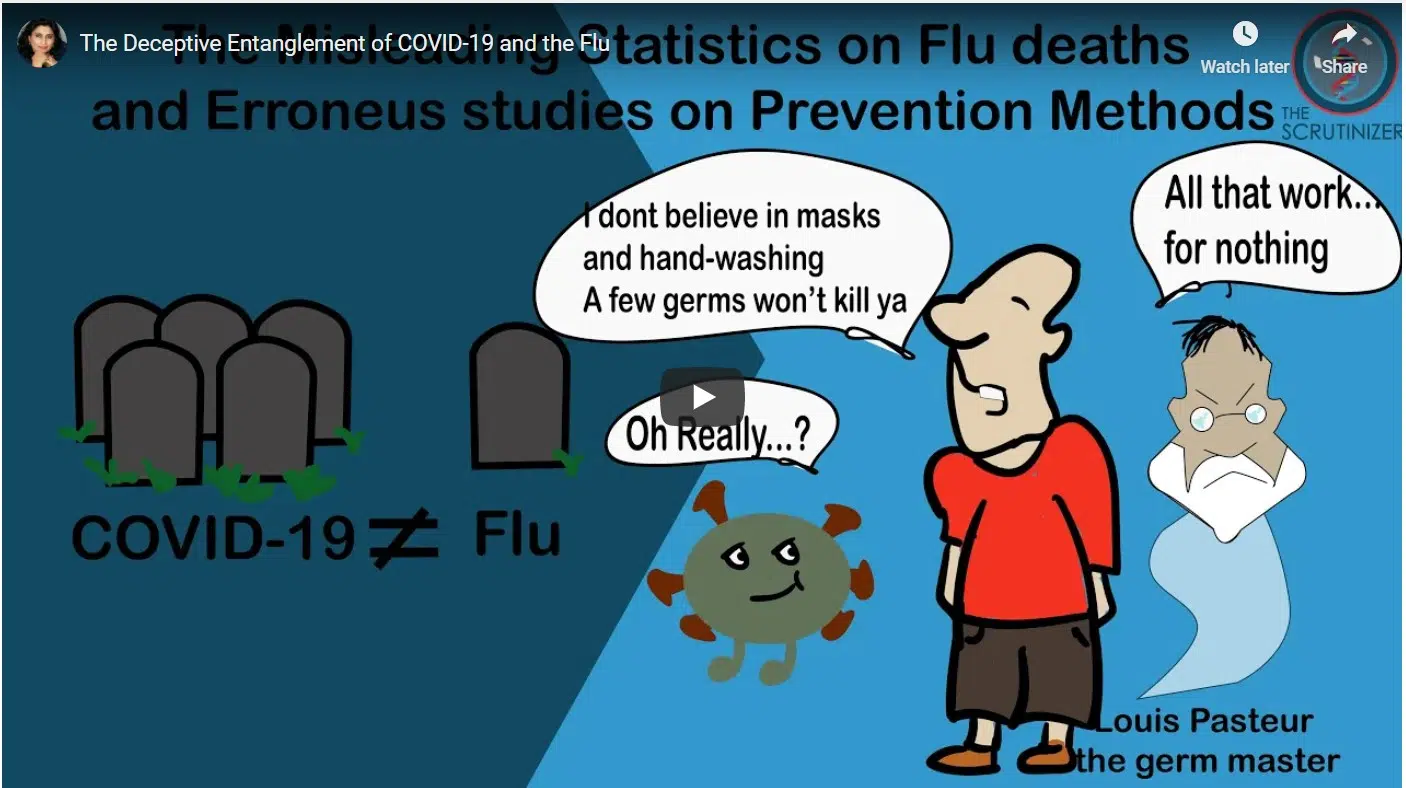 The Deceptive Entanglement of COVID-19 and the Flu
Watch later
Share
The Misleading Statistics on Flu deaths
and Erroneus studies on Prevention Methods
THE
SCRUTINIZER
I dont believe in masks
and hand-washing
A few germs won't kill ya
All that work...
for nothing
Oh Really...?
COVID-19 ≠ Flu
Louis Pasteur
the germ master